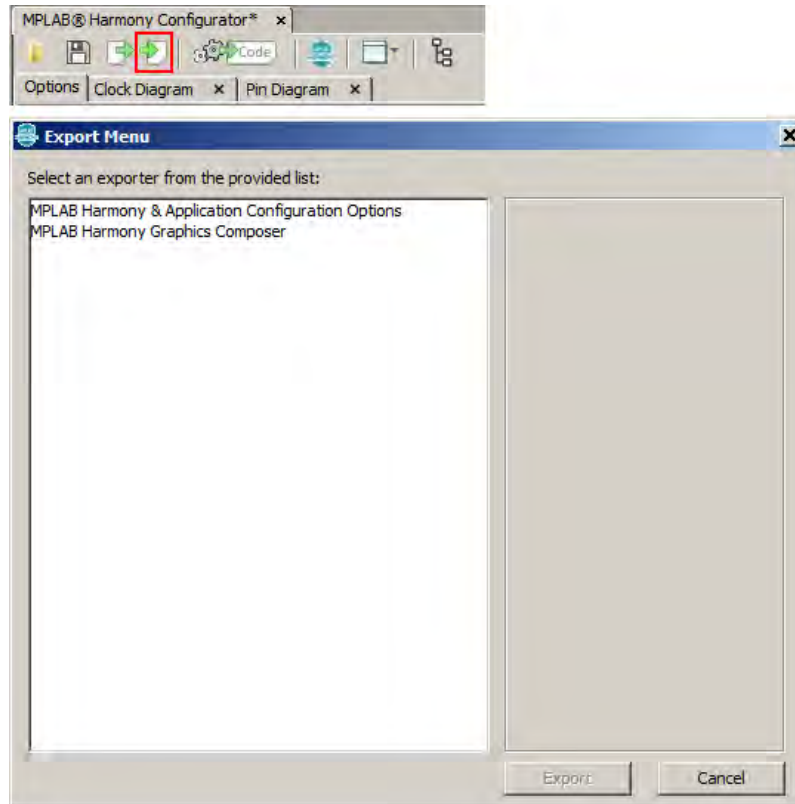 MPLAB® Harmony Configurator* x
Code
Options Clock Diagram x Pin Diagram x
Export Menu
Select an exporter from the provided list:
MPLAB Harmony & Application Configuration Options
MPLAB Harmony Graphics Composer
Export Cancel